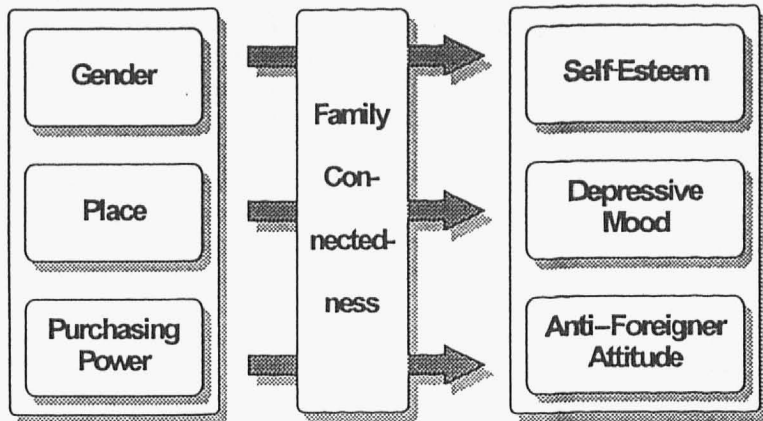 Gender
Place
Purchasing
Power
Family
Con-
nected-
ness
Self-Esteem
Depressive
Mood
Anti–Foreigner
Attitude